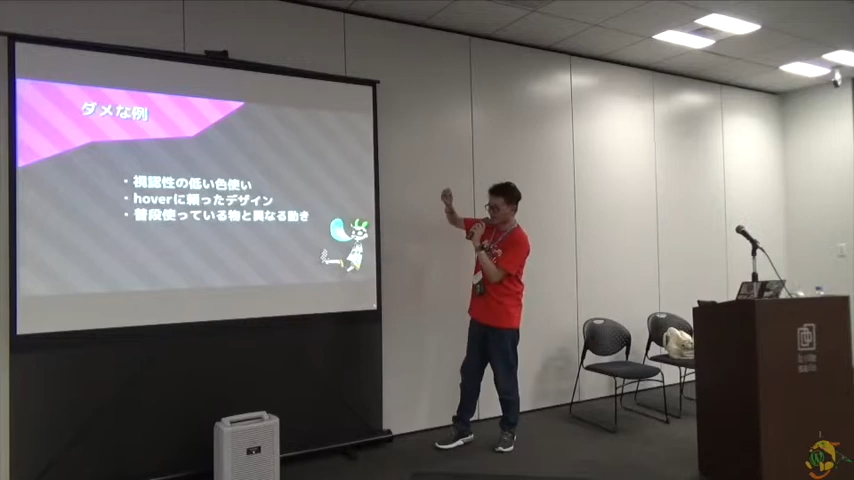 ダメな例
・視認性の低い色使い
・hoverに頼ったデザイン
・普段使っている物と異なる動き